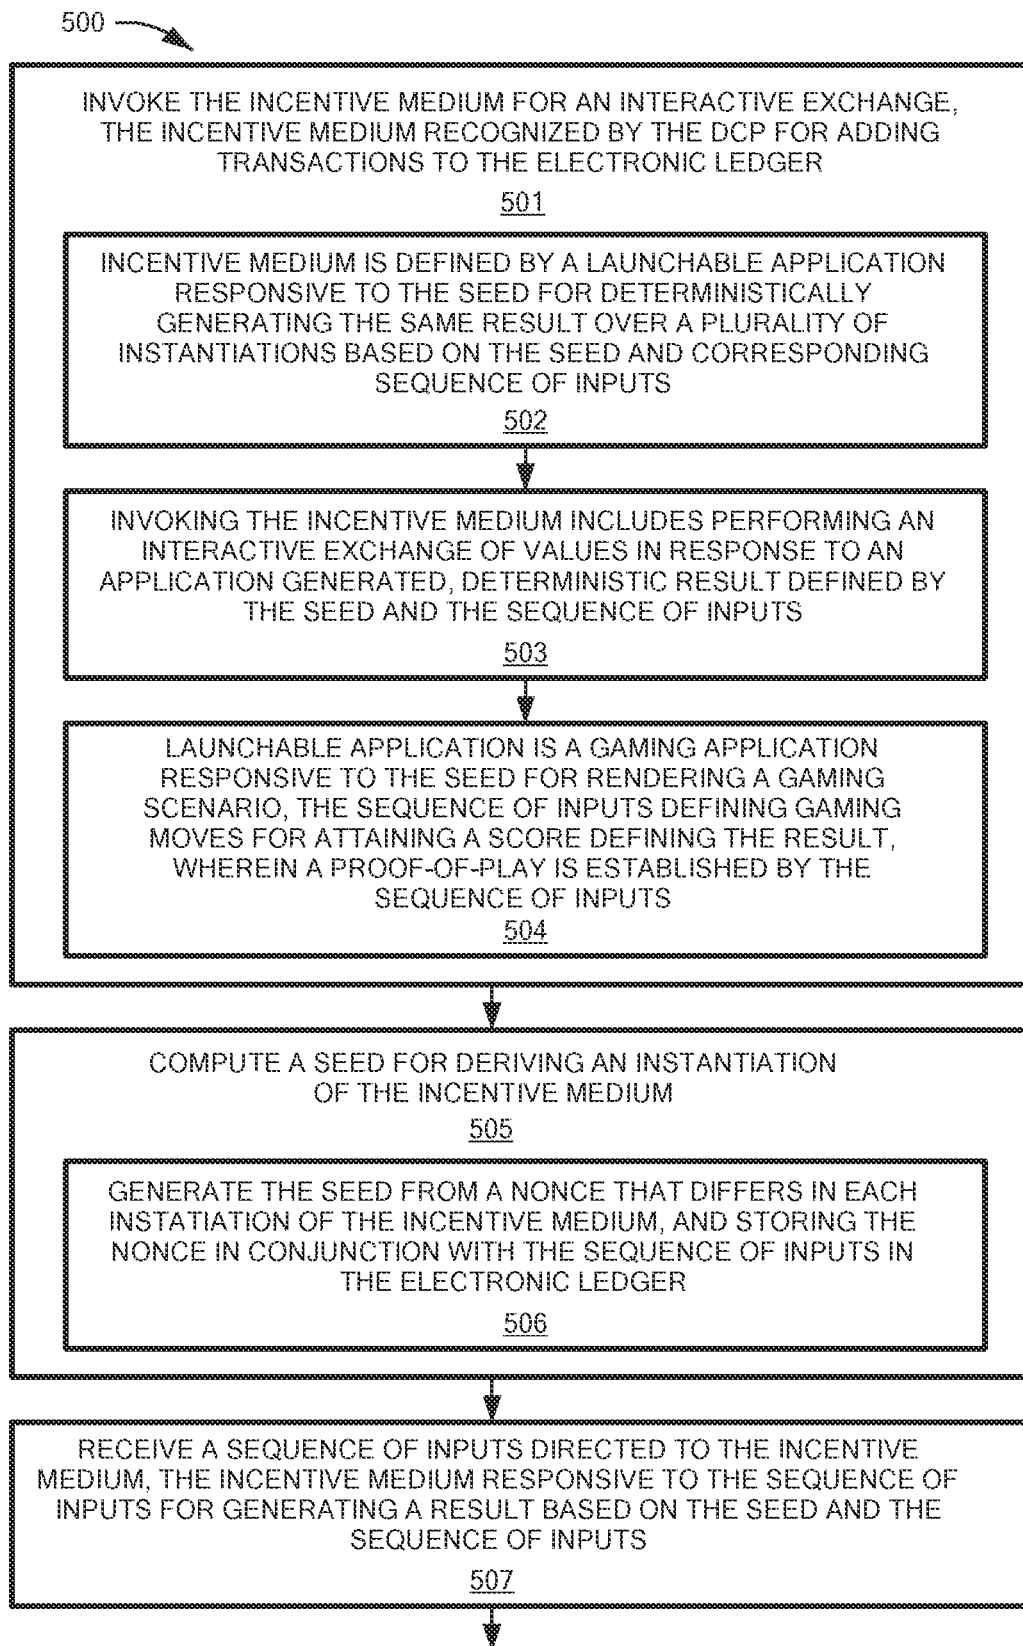 500
INVOKE THE INCENTIVE MEDIUM FOR AN INTERACTIVE EXCHANGE,
THE INCENTIVE MEDIUM RECOGNIZED BY THE DCP FOR ADDING
TRANSACTIONS TO THE ELECTRONIC LEDGER
501
INCENTIVE MEDIUM IS DEFINED BY A LAUNCHABLE APPLICATION
RESPONSIVE TO THE SEED FOR DETERMINISTICALLY
GENERATING THE SAME RESULT OVER A PLURALITY OF
INSTANTIATIONS BASED ON THE SEED AND CORRESPONDING
SEQUENCE OF INPUTS
502
INVOKING THE INCENTIVE MEDIUM INCLUDES PERFORMING AN
INTERACTIVE EXCHANGE OF VALUES IN RESPONSE TO AN
APPLICATION GENERATED, DETERMINISTIC RESULT DEFINED BY
THE SEED AND THE SEQUENCE OF INPUTS
503
LAUNCHABLE APPLICATION IS A GAMING APPLICATION
RESPONSIVE TO THE SEED FOR RENDERING A GAMING
SCENARIO, THE SEQUENCE OF INPUTS DEFINING GAMING
MOVES FOR ATTAINING A SCORE DEFINING THE RESULT,
WHEREIN A PROOF-OF-PLAY IS ESTABLISHED BY THE
SEQUENCE OF INPUTS
504
COMPUTE A SEED FOR DERIVING AN INSTANTIATION
OF THE INCENTIVE MEDIUM
505
GENERATE THE SEED FROM A NONCE THAT DIFFERS IN EACH
INSTATIATION OF THE INCENTIVE MEDIUM, AND STORING THE
NONCE IN CONJUNCTION WITH THE SEQUENCE OF INPUTS IN
THE ELECTRONIC LEDGER
506
RECEIVE A SEQUENCE OF INPUTS DIRECTED TO THE INCENTIVE
MEDIUM, THE INCENTIVE MEDIUM RESPONSIVE TO THE SEQUENCE OF
INPUTS FOR GENERATING A RESULT BASED ON THE SEED AND THE
SEQUENCE OF INPUTS
507